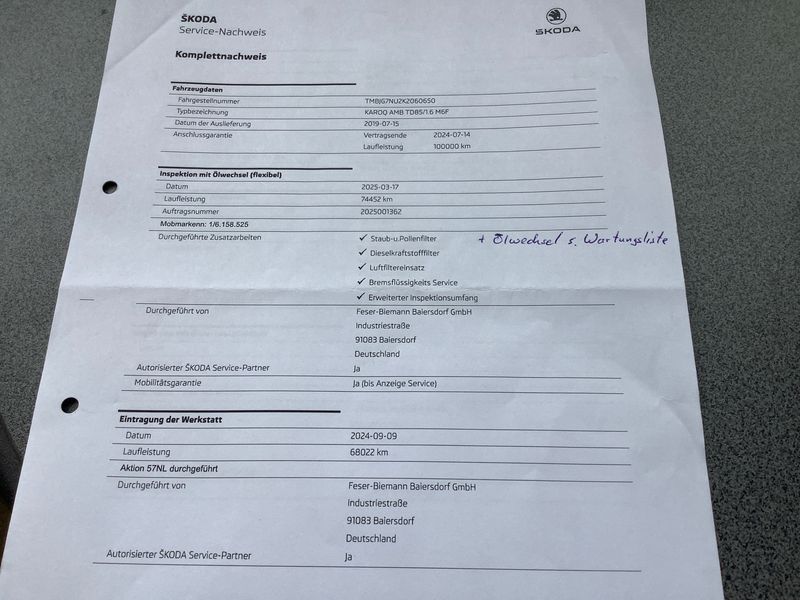 ŠKODA
Service-Nachweis
ŠKODA
Komplettnachweis
Fahrzeugdaten
Fahrgestellnummer TMBJG7NU2K2060650
Typbezeichnung KAROQ AMB TD85/1.6 M6F
Datum der Auslieferung 2019-07-15
Anschlussgarantie Vertragsende 2024-07-14
Laufleistung 100000 km
Inspektion mit Ölwechsel (flexibel)
Datum 2025-03-17
Laufleistung 74452 km
Auftragsnummer 2025001362
Mobmarkenn: 1/6.158.525
Durchgeführte Zusatzarbeiten ✓ Staub-u.Pollenfilter + Ölwechsel s. Wartungsliste
✓ Dieselkraftstofffilter
✓ Luftfiltereinsatz
✓ Bremsflüssigkeits Service
✓ Erweiterter Inspektionsumfang
Durchgeführt von Feser-Biemann Baiersdorf GmbH
Industriestraße
91083 Baiersdorf
Deutschland
Autorisierter ŠKODA Service-Partner Ja
Mobilitätsgarantie Ja (bis Anzeige Service)
Eintragung der Werkstatt
Datum 2024-09-09
Laufleistung 68022 km
Aktion 57NL durchgeführt
Durchgeführt von Feser-Biemann Baiersdorf GmbH
Industriestraße
91083 Baiersdorf
Deutschland
Autorisierter ŠKODA Service-Partner Ja